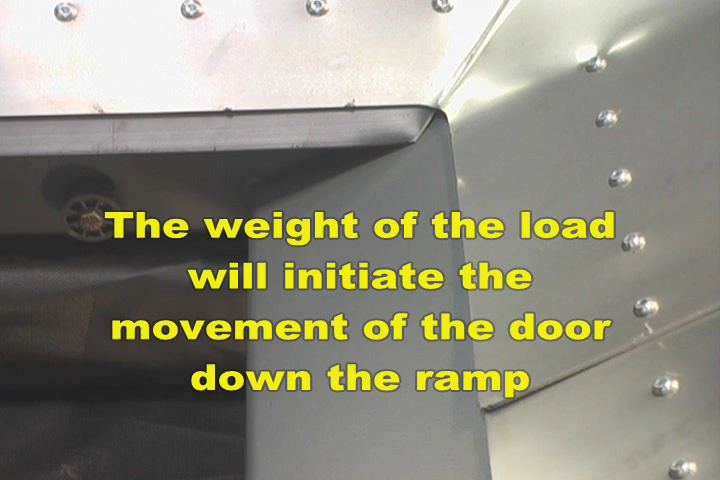 The weight of the load
will initiate the
movement of the door
down the ramp